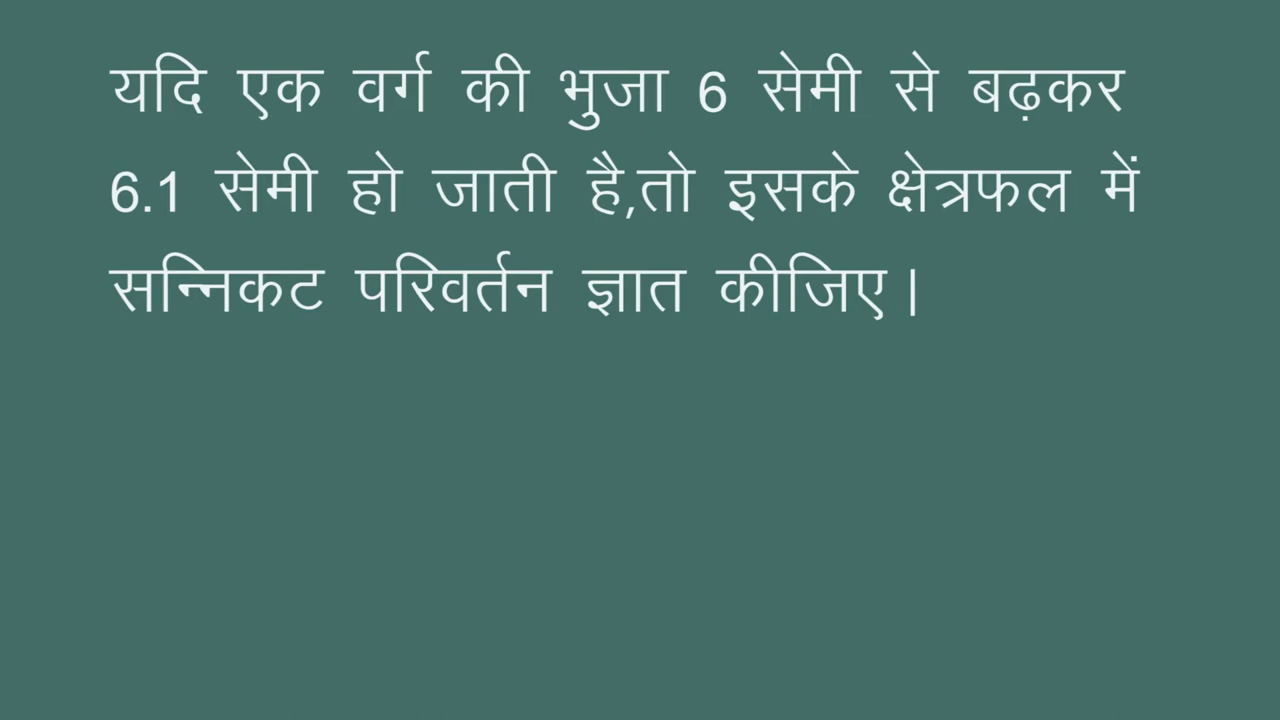 यदि एक वर्ग की भुजा 6 सेमी से बढ़कर
6.1 सेमी हो जाती है,तो इसके क्षेत्रफल में
सन्निकट परिवर्तन ज्ञात कीजिए।